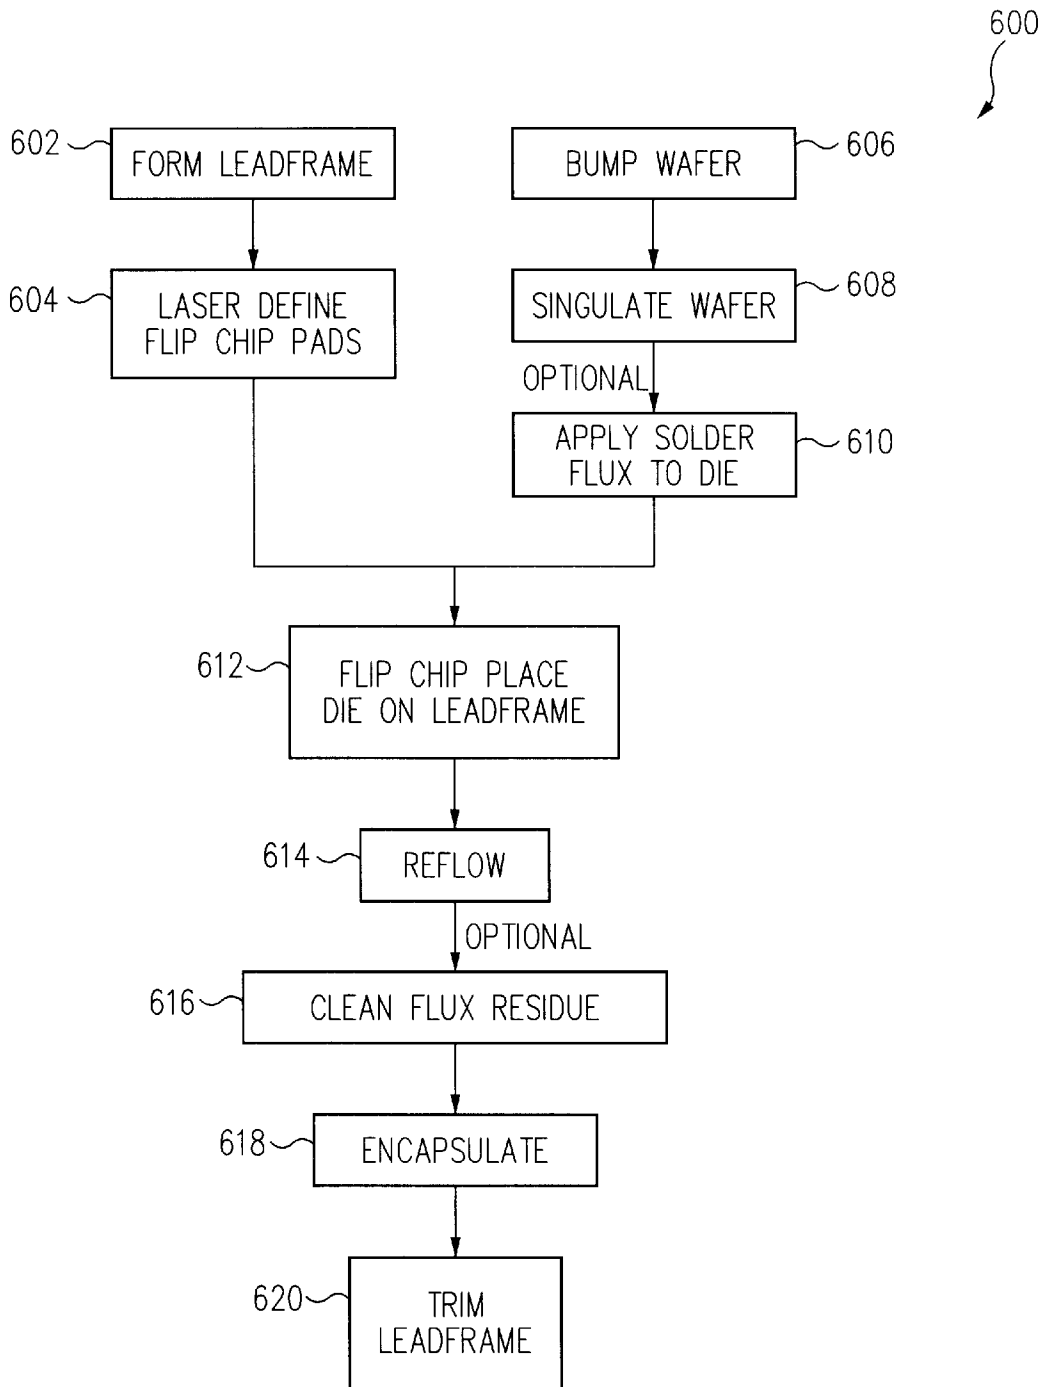 600
602
FORM LEADFRAME
BUMP WAFER
606
604
LASER DEFINE
FLIP CHIP PADS
SINGULATE WAFER
608
OPTIONAL
APPLY SOLDER
FLUX TO DIE
610
612
FLIP CHIP PLACE
DIE ON LEADFRAME
614
REFLOW
OPTIONAL
616
CLEAN FLUX RESIDUE
618
ENCAPSULATE
620
TRIM
LEADFRAME